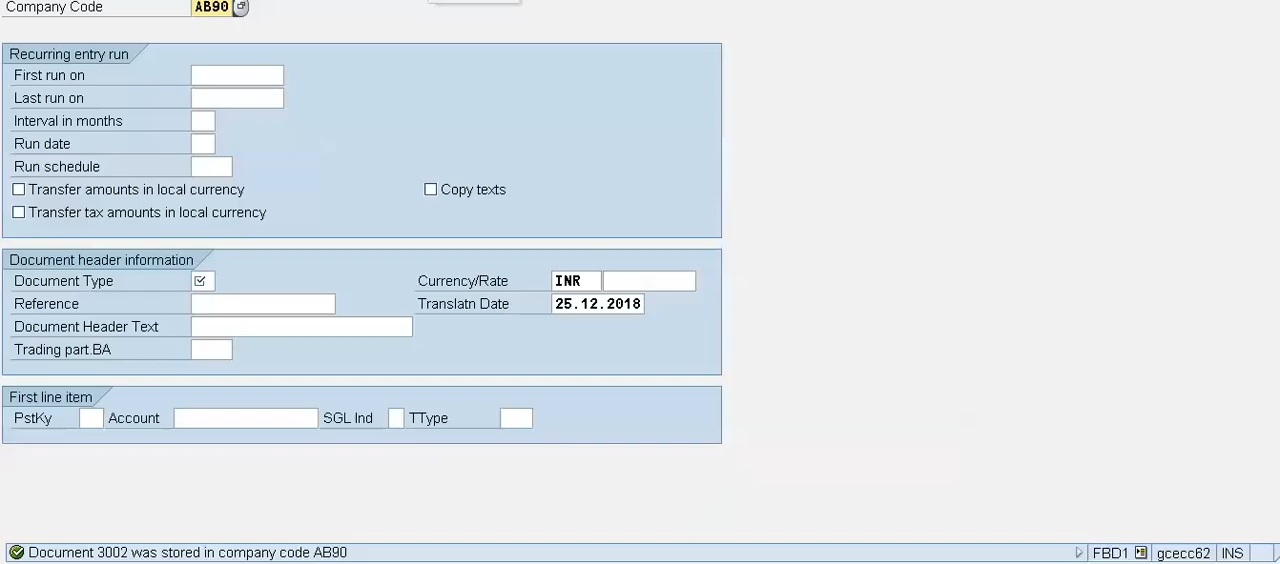 Company Code AB90
Recurring entry run
First run on
Last run on
Interval in months
Run date
Run schedule
Transfer amounts in local currency Copy texts
Transfer tax amounts in local currency
Document header information
Document Type Currency/Rate INR
Reference Translatn Date 25.12.2018
Document Header Text
Trading part.BA
First line item
PstKy Account SGL Ind TType
Document 3002 was stored in company code AB90 FBD1 gcecc62 INS